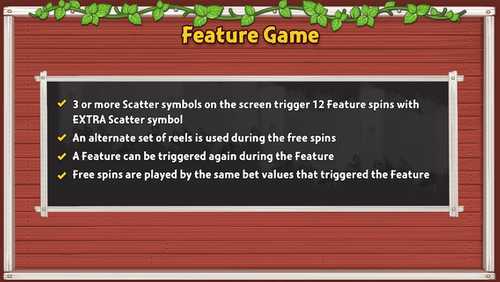 Feature Game
3 or more Scatter symbols on the screen trigger 12 Feature spins with
EXTRA Scatter symbol
An alternate set of reels is used during the free spins
A Feature can be triggered again during the Feature
Free spins are played by the same bet values that triggered the Feature